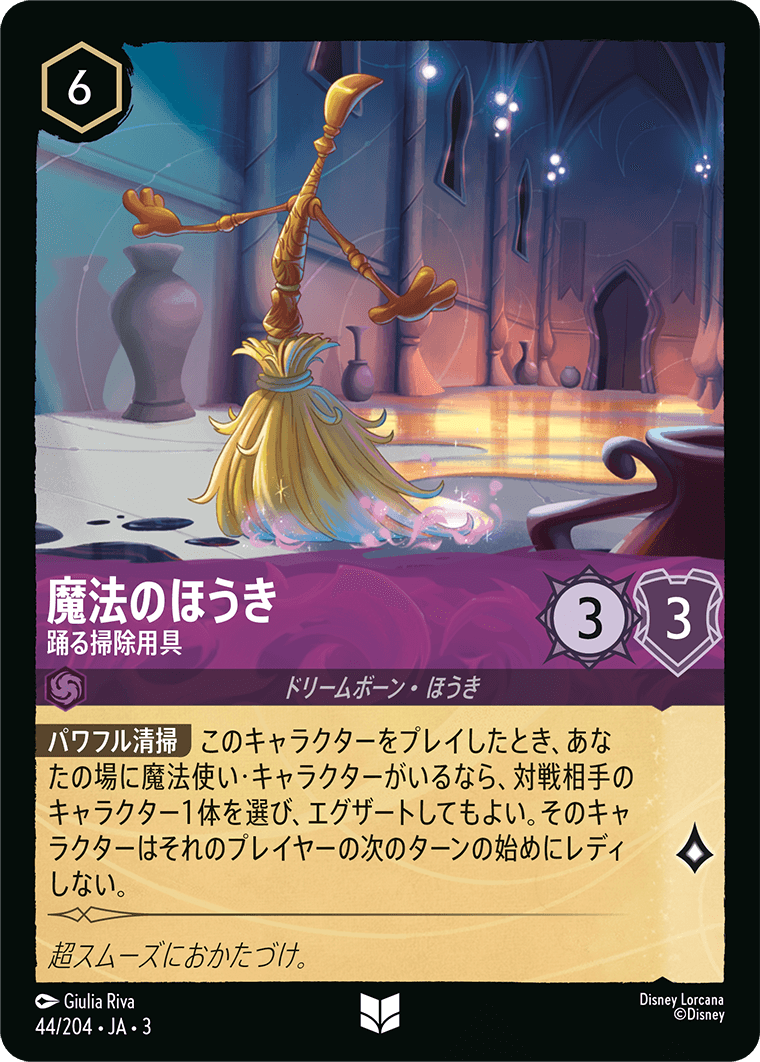 6
魔法のほうき
踊る掃除用具
3
3
ドリームボーン・ほうき
パワフル清掃 このキャラクターをプレイしたとき、あな
たの場に魔法使い・キャラクターがいるなら、対戦相手の
キャラクター1体を選び、エグザートしてもよい。そのキャ
ラクターはそれのプレイヤーの次のターンの始めにレディ
しない。
超スムーズにおかたづけ。
Giulia Riva
44/204・JA・3
Disney Lorcana
©Disney